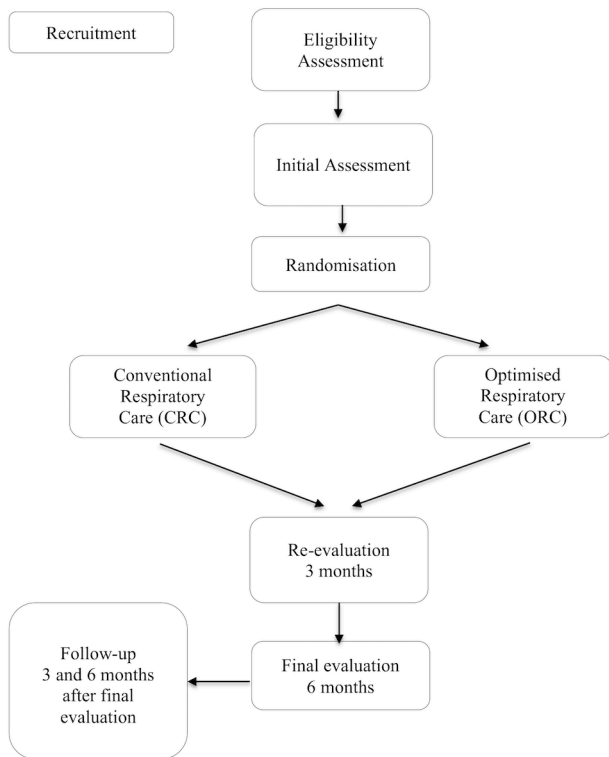 Recruitment
Eligibility
Assessment
Initial Assessment
Randomisation
Conventional
Respiratory
Care (CRC)
Optimised
Respiratory
Care (ORC)
Re-evaluation
3 months
Final evaluation
6 months
Follow-up
3 and 6 months
after final
evaluation